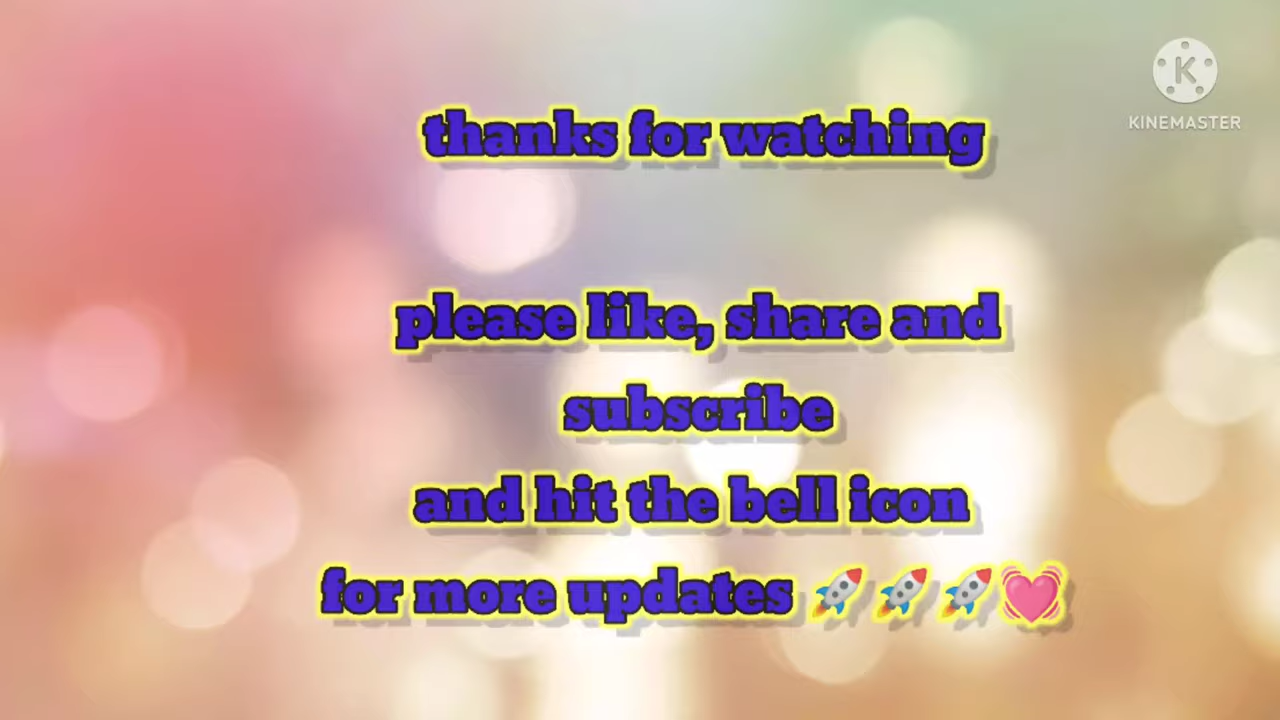 thanks for watching
KINEMASTER
please like, share and
subscribe
and hit the bell icon
for more updates 🚀🚀🚀💓